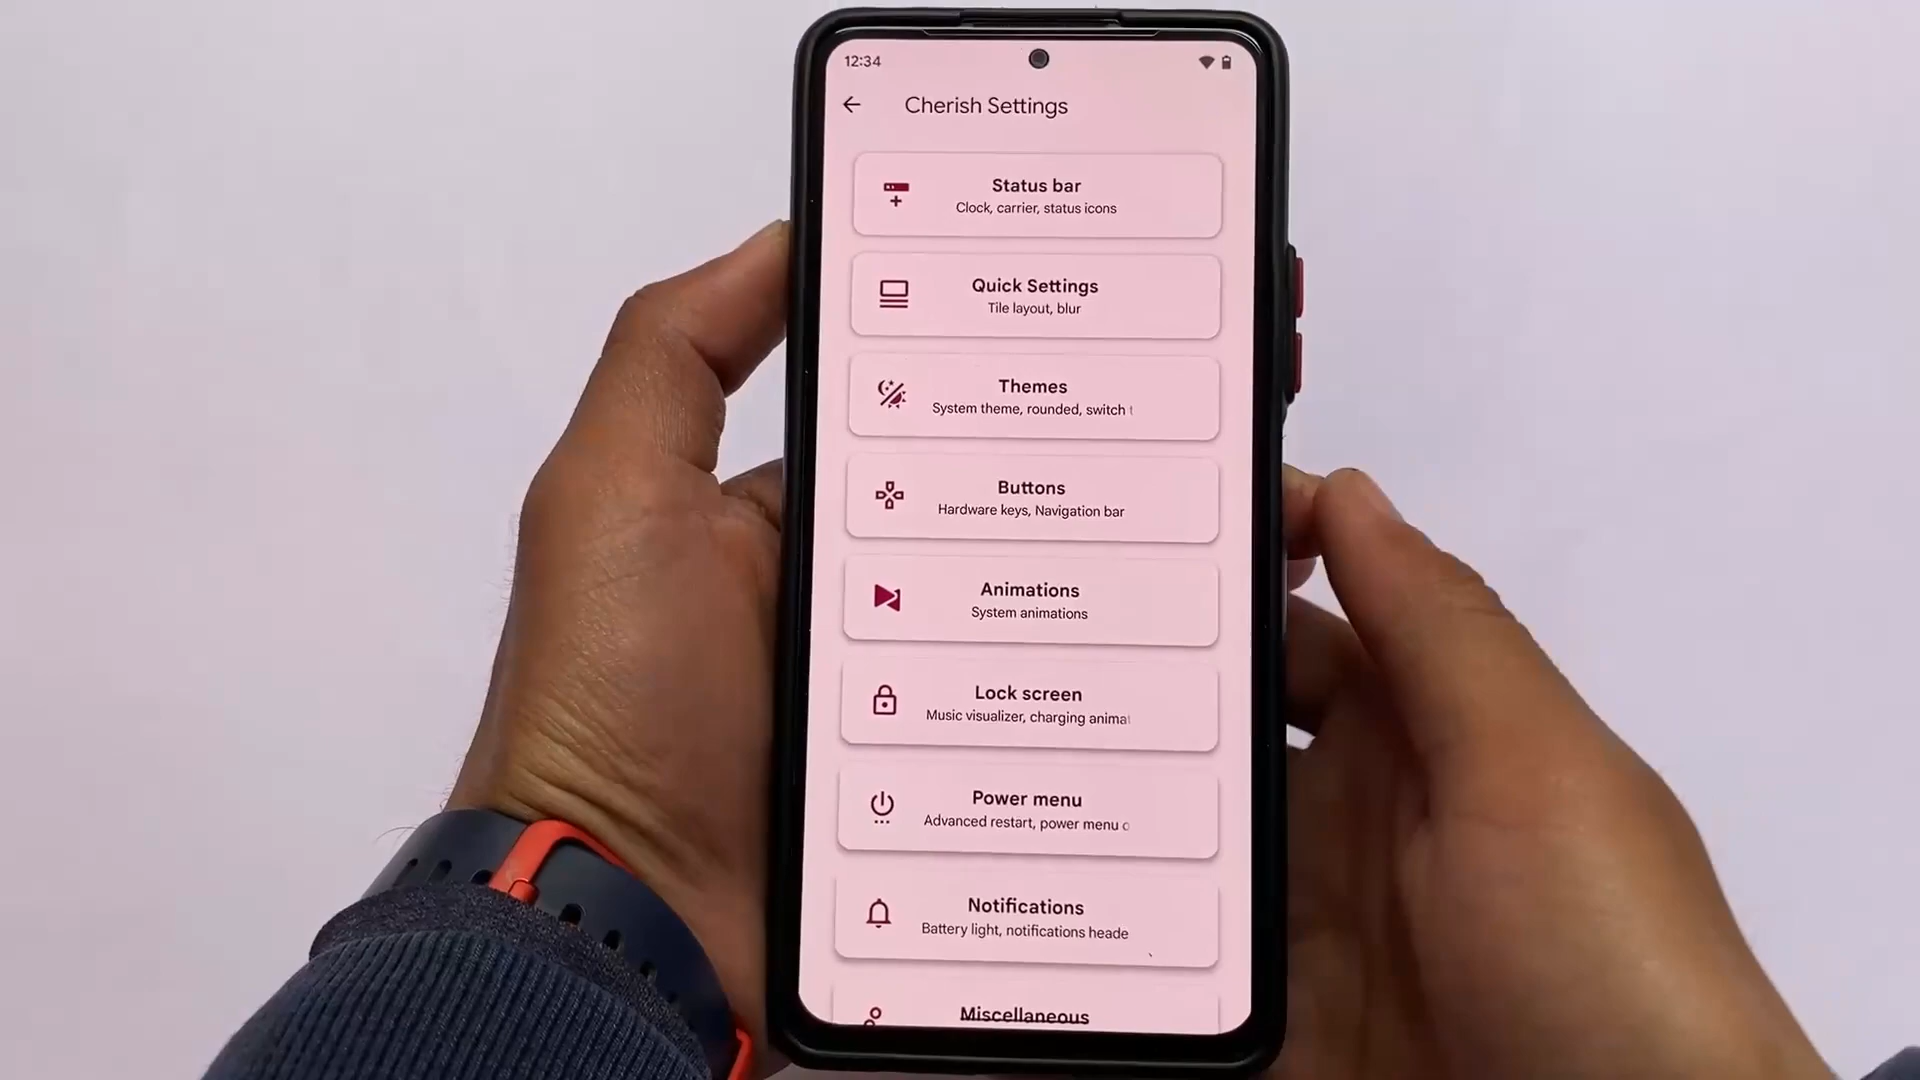 12:34
Cherish Settings
Status bar
Clock, carrier, status icons
Quick Settings
Tile layout, blur
Themes
System theme, rounded, switch
Buttons
Hardware keys, Navigation bar
Animations
System animations
Lock screen
Music visualizer, charging anima
Power menu
Advanced restart, power menu
Notifications
Battery light, notifications heade
Miscellaneous